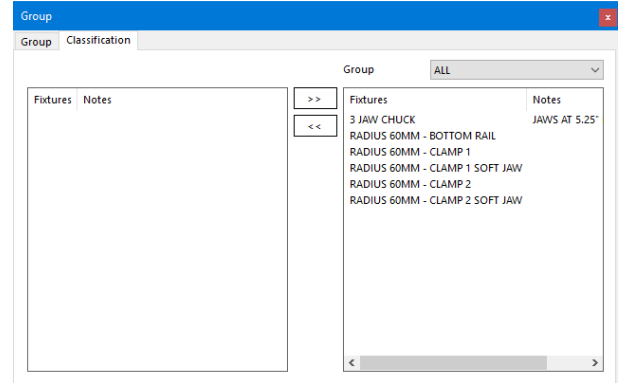 Group
x
Group Classification
Group ALL
Fixtures Notes
>>
<<
Fixtures Notes
3 JAW CHUCK JAWS AT 5.25"
RADIUS 60MM - BOTTOM RAIL
RADIUS 60MM - CLAMP 1
RADIUS 60MM - CLAMP 1 SOFT JAW
RADIUS 60MM - CLAMP 2
RADIUS 60MM - CLAMP 2 SOFT JAW